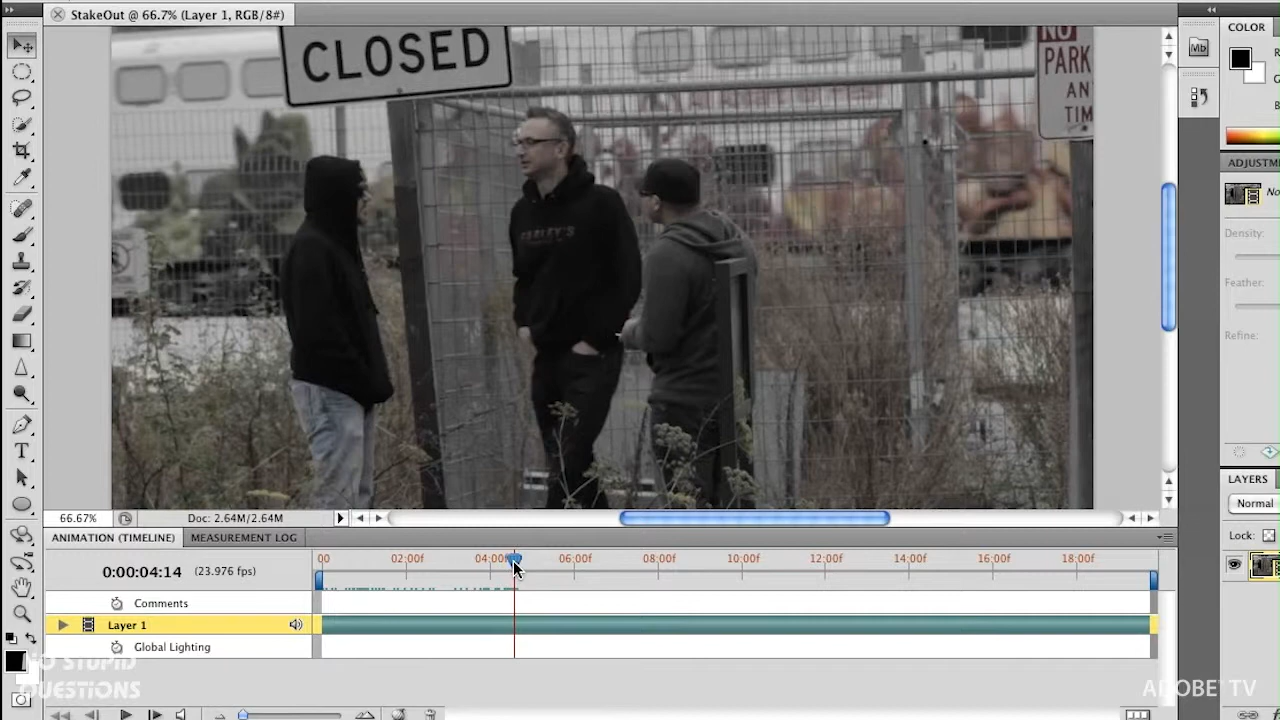 StakeOut @ 66.7% (Layer 1, RGB/8#)
CLOSED
NO
PARK
AN
TIM
Mb
COLOR
ADJUSTM
No
Density:
Feather:
Refine:
LAYERS
Normal
Lock:
66.67%
Doc: 2.64M/2.64M
ANIMATION (TIMELINE)
MEASUREMENT LOG
0:00:04:14 (23.976 fps)
00 02:00f 04:00f 06:00f 08:00f 10:00f 12:00f 14:00f 16:00f 18:00f
Comments
Layer 1
Global Lighting
NO STUPID
QUESTIONS
ADOBE TV